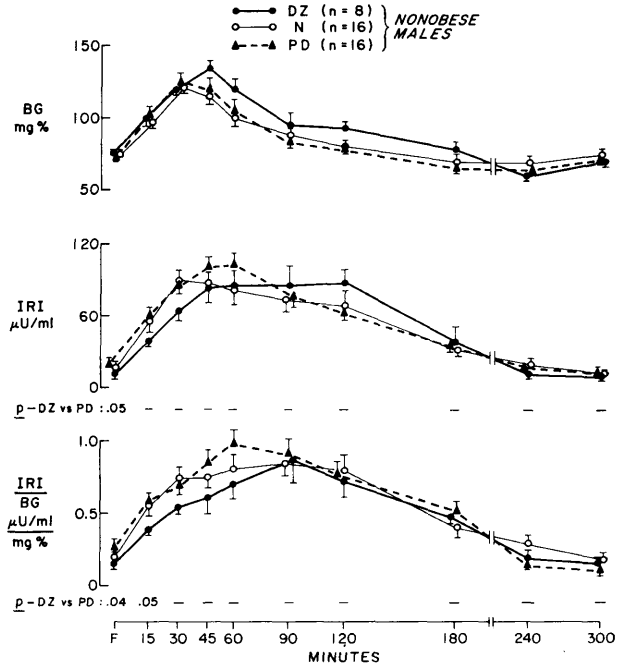 DZ (n=8)
N (n=16)
PD (n=16)
NONOBESE
MALES
150
100
50
BG
mg %
120
60
0
IRI
μU/ml
p-DZ vs PD :.05 – – – – – – – –
1.0
0.5
0
IRI
BG
μU/ml
mg %
p-DZ vs PD :.04 .05 – – – – – – – –
F 15 30 45 60 90 120 180 240 300
MINUTES